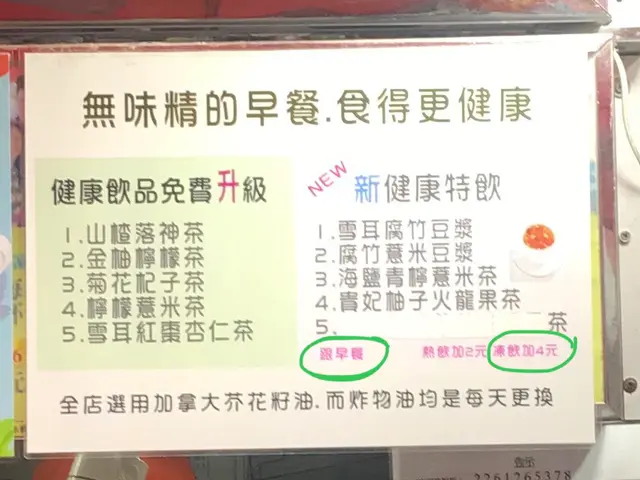 無味精的早餐.食得更健康
健康飲品免費升級
1.山楂落神茶
2.金柚檸檬茶
3.菊花杞子茶
4.檸檬薏米茶
5.雪耳紅棗杏仁茶
NEW
新健康特飲
1.雪耳腐竹豆漿
2.腐竹薏米豆漿
3.海鹽青檸薏米茶
4.貴妃柚子火龍果茶
5、 茶
跟早餐 熱飲加2元 凍飲加4元
全店選用加拿大芥花籽油.而炸物油均是每天更換
2261265378